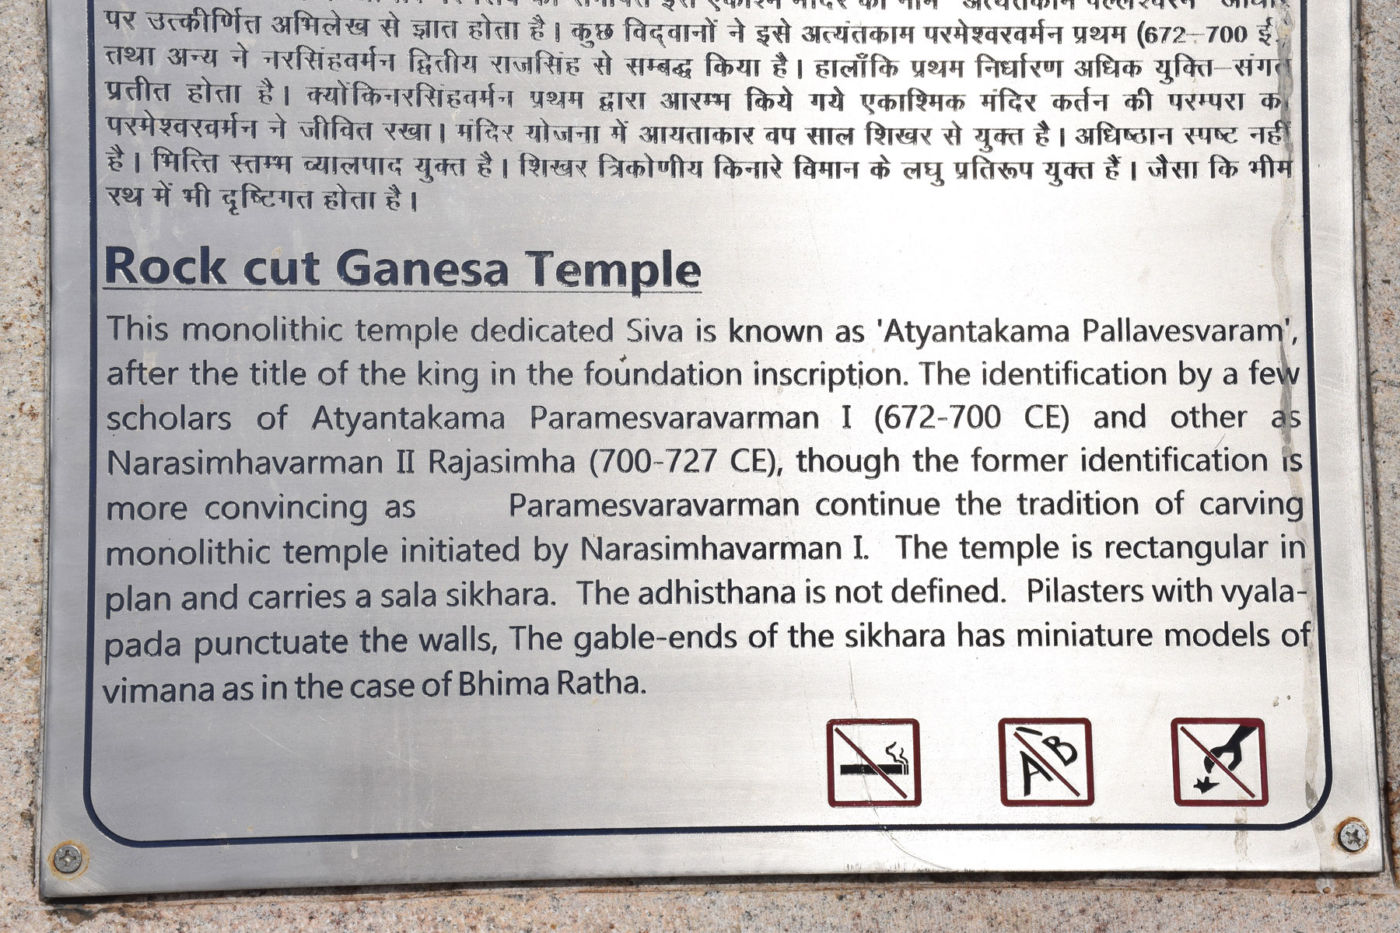 पर उत्कीर्णित अभिलेख से ज्ञात होता है। कुछ विद्वानों ने इसे अत्यंतकाम परमेश्वरवर्मन प्रथम (672-700 ई.
तथा अन्य ने नरसिंहवर्मन द्वितीय राजसिंह से सम्बद्ध किया है। हालाँकि प्रथम निर्धारण अधिक युक्ति–संगत
प्रतीत होता है। क्योंकिनरसिंहवर्मन प्रथम द्वारा आरम्भ किये गये एकाश्मिक मंदिर कर्तन की परम्परा क
परमेश्वरवर्मन ने जीवित रखा। मंदिर योजना में आयताकार वप साल शिखर से युक्त है। अधिष्ठान स्पष्ट नहीं
है। भित्ति स्तम्भ व्यालपाद युक्त है। शिखर त्रिकोणीय किनारे विमान के लघु प्रतिरूप युक्त हैं। जैसा कि भीम
रथ में भी दृष्टिगत होता है।
Rock cut Ganesa Temple
This monolithic temple dedicated Siva is known as 'Atyantakama Pallavesvaram',
after the title of the king in the foundation inscription. The identification by a few
scholars of Atyantakama Paramesvaravarman I (672-700 CE) and other as
Narasimhavarman II Rajasimha (700-727 CE), though the former identification is
more convincing as Paramesvaravarman continue the tradition of carving
monolithic temple initiated by Narasimhavarman I. The temple is rectangular in
plan and carries a sala sikhara. The adhisthana is not defined. Pilasters with vyala-
pada punctuate the walls, The gable-ends of the sikhara has miniature models of
vimana as in the case of Bhima Ratha.
AB